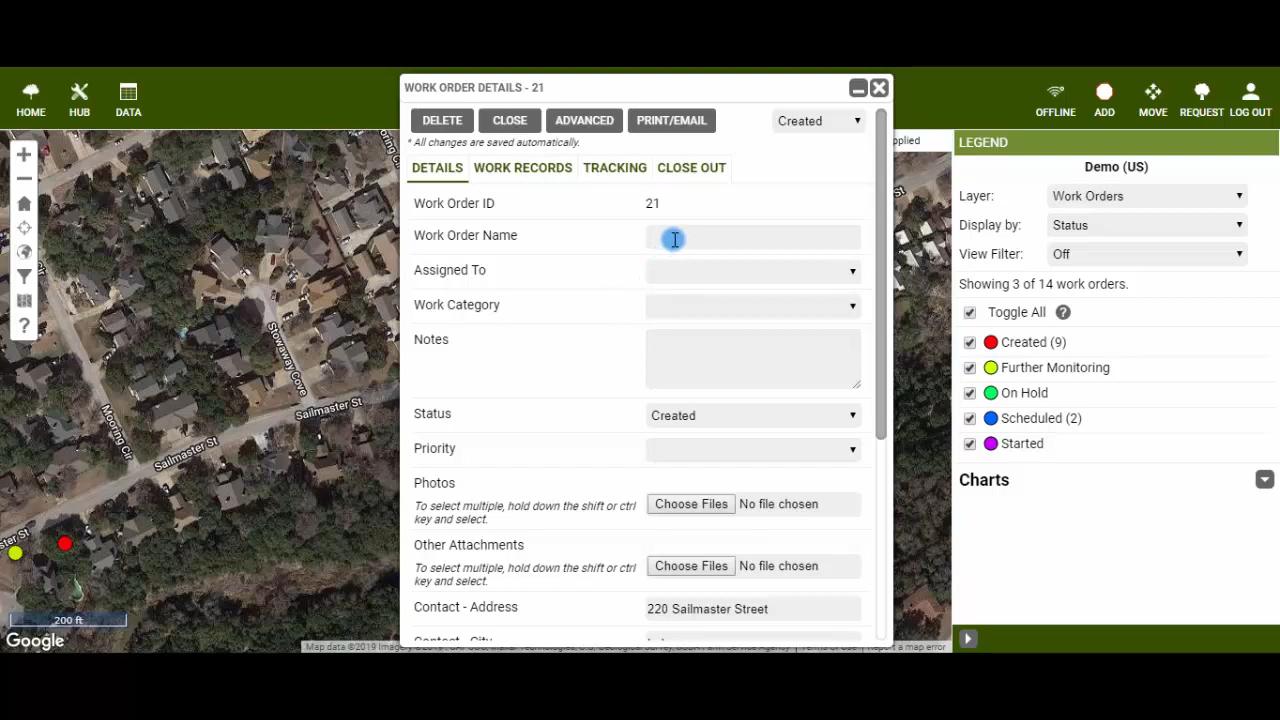 HOME
HUB
DATA
OFFLINE
ADD
MOVE
REQUEST
LOG OUT
WORK ORDER DETAILS - 21
DELETE
CLOSE
ADVANCED
PRINT/EMAIL
Created
* All changes are saved automatically.
DETAILS
WORK RECORDS
TRACKING
CLOSE OUT
Work Order ID
21
Work Order Name
Assigned To
Work Category
Notes
Status
Created
Priority
Photos
To select multiple, hold down the shift or ctrl
key and select.
Choose Files
No file chosen
Other Attachments
To select multiple, hold down the shift or ctrl
key and select.
Choose Files
No file chosen
Contact - Address
220 Sailmaster Street
Contact - City
Mooring Cir
Stowaway Cove
Sailmaster St
Sailmaster St
200 ft
Google
Report a map error
LEGEND
Demo (US)
Layer:
Work Orders
Display by:
Status
View Filter:
Off
Showing 3 of 14 work orders.
Toggle All
?
Created (9)
Further Monitoring
On Hold
Scheduled (2)
Started
Charts